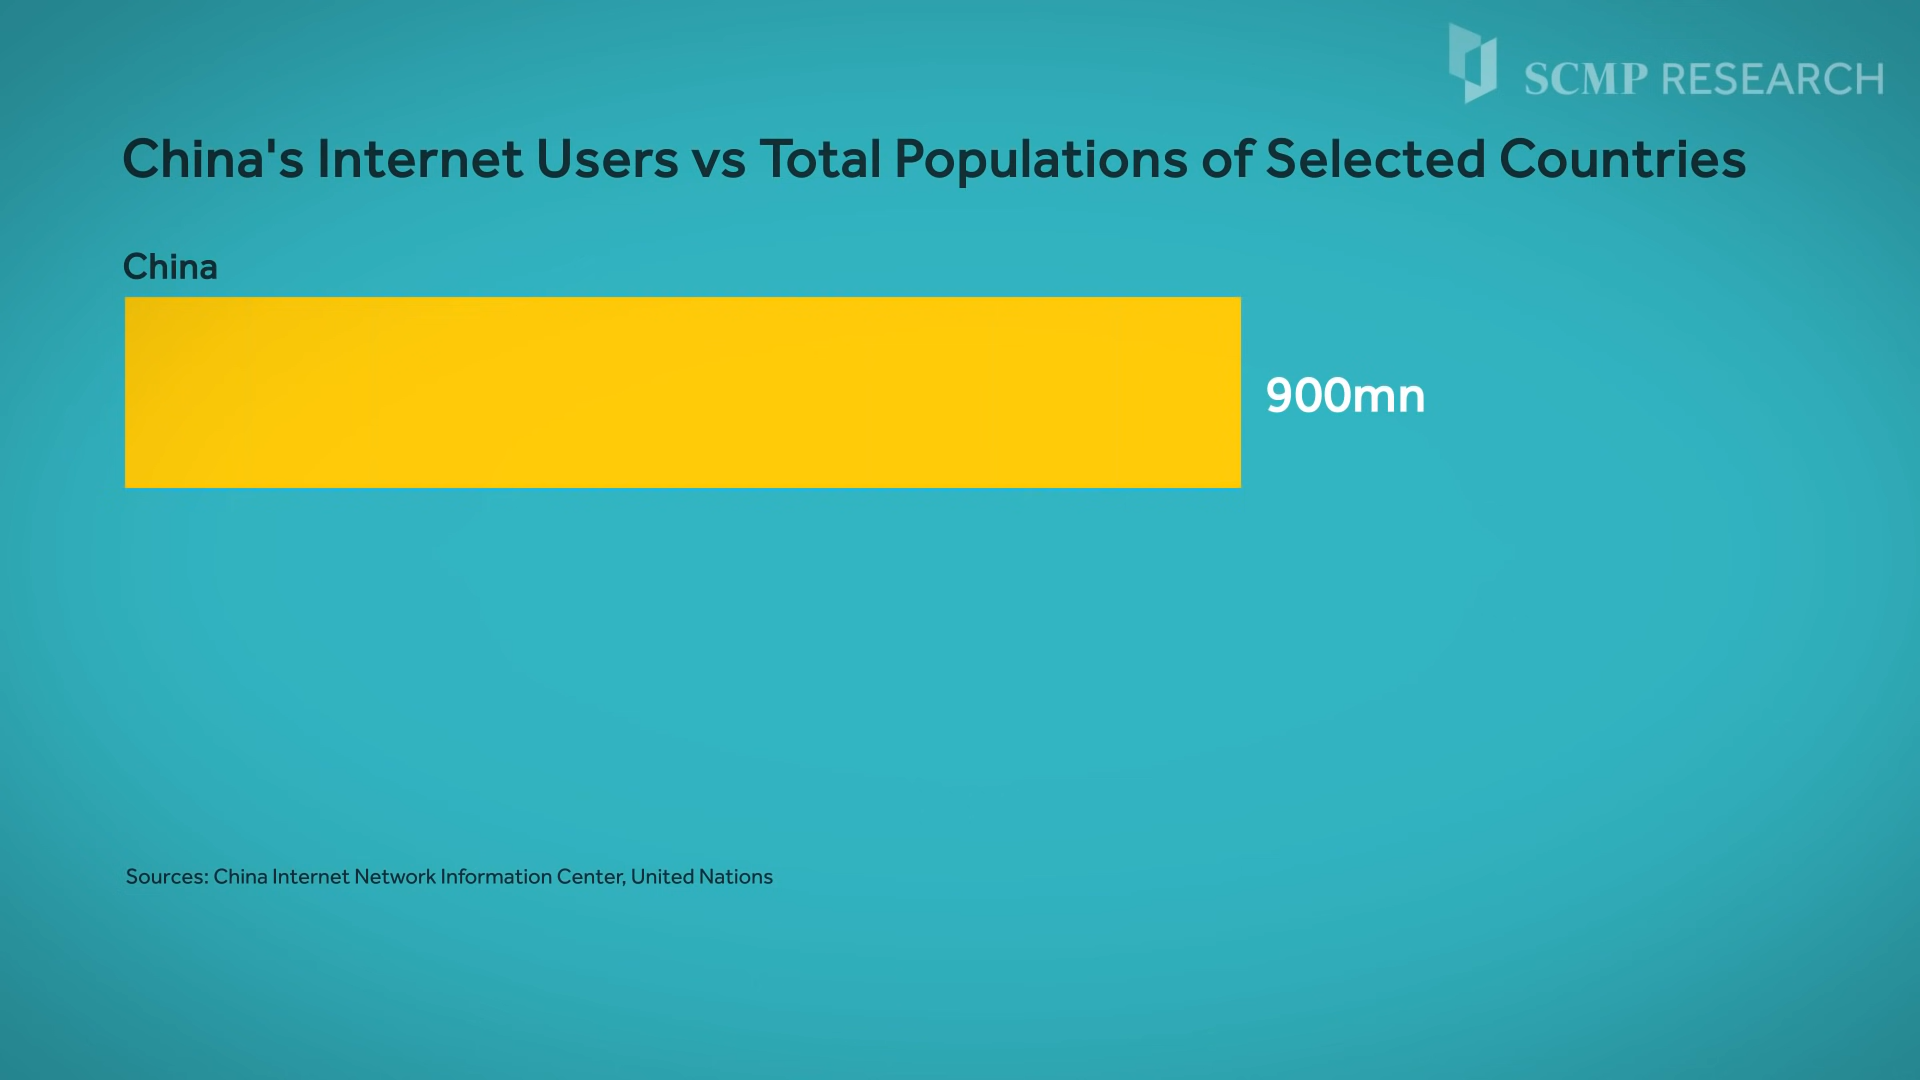 SCMP RESEARCH
China's Internet Users vs Total Populations of Selected Countries
China
900mn
Sources: China Internet Network Information Center, United Nations